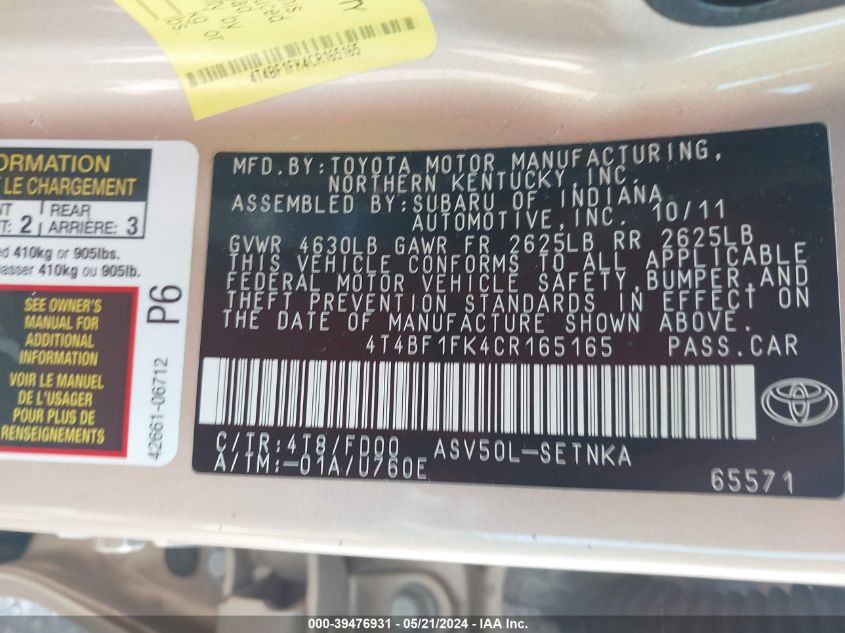 4T4BF1FK4CR165165
ORMATION
LE CHARGEMENT
2 REAR ARRIÈRE: 3
410kg or 905lbs.
asser 410kg ou 905lb.
SEE OWNER'S
MANUAL FOR
ADDITIONAL
INFORMATION
VOIR LE MANUEL
DE L'USAGER
POUR PLUS DE
RENSEIGNEMENTS
P6
42661-06712
MFD.BY:TOYOTA MOTOR MANUFACTURING,
NORTHERN KENTUCKY,INC.
ASSEMBLED BY:SUBARU OF INDIANA
AUTOMOTIVE,INC. 10/11
GVWR 4630LB GAWR FR 2625LB RR 2625LB
THIS VEHICLE CONFORMS TO ALL APPLICABLE
FEDERAL MOTOR VEHICLE SAFETY,BUMPER,AND
THEFT PREVENTION STANDARDS IN EFFECT ON
THE DATE OF MANUFACTURE SHOWN ABOVE.
4T4BF1FK4CR165165 PASS.CAR
C/TR:4T8/FD00 ASV50L-SETNKA
A/TM:-01A/U760E
65571
000-39476931 - 05/21/2024 - IAA Inc.